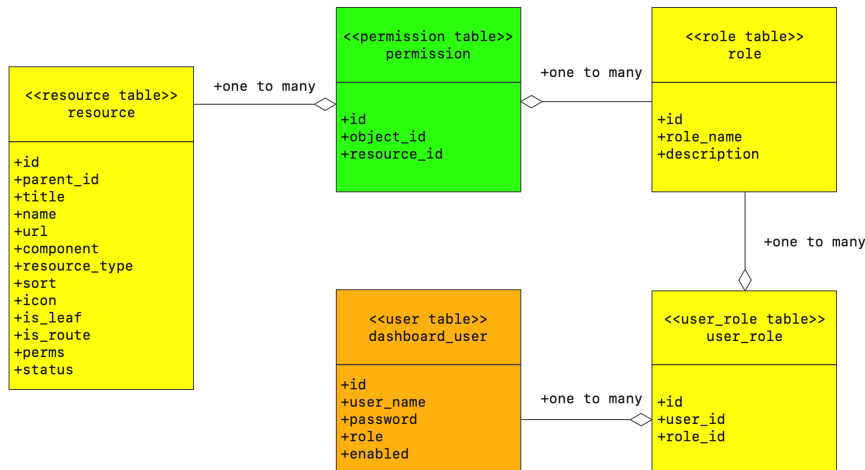 <<resource table>>
resource
+id
+parent_id
+title
+name
+url
+component
+resource_type
+sort
+icon
+is_leaf
+is_route
+perms
+status
+one to many
<<permission table>>
permission
+id
+object_id
+resource_id
+one to many
<<role table>>
role
+id
+role_name
+description
+one to many
<<user table>>
dashboard_user
+id
+user_name
+password
+role
+enabled
+one to many
<<user_role table>>
user_role
+id
+user_id
+role_id